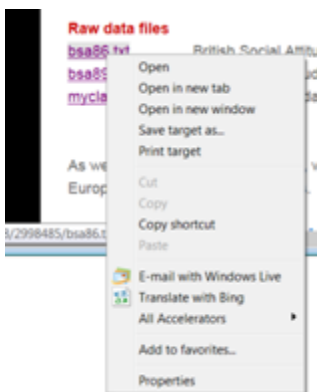 Raw data files
bsa86.txt British Social Attitu
bsa89
mycla
Open
Open in new tab
Open in new window
Save target as...
Print target
Cut
Copy
Copy shortcut
Paste
E-mail with Windows Live
Translate with Bing
All Accelerators
Add to favorites...
Properties
As we
Europ
/2998485/bsa86.t